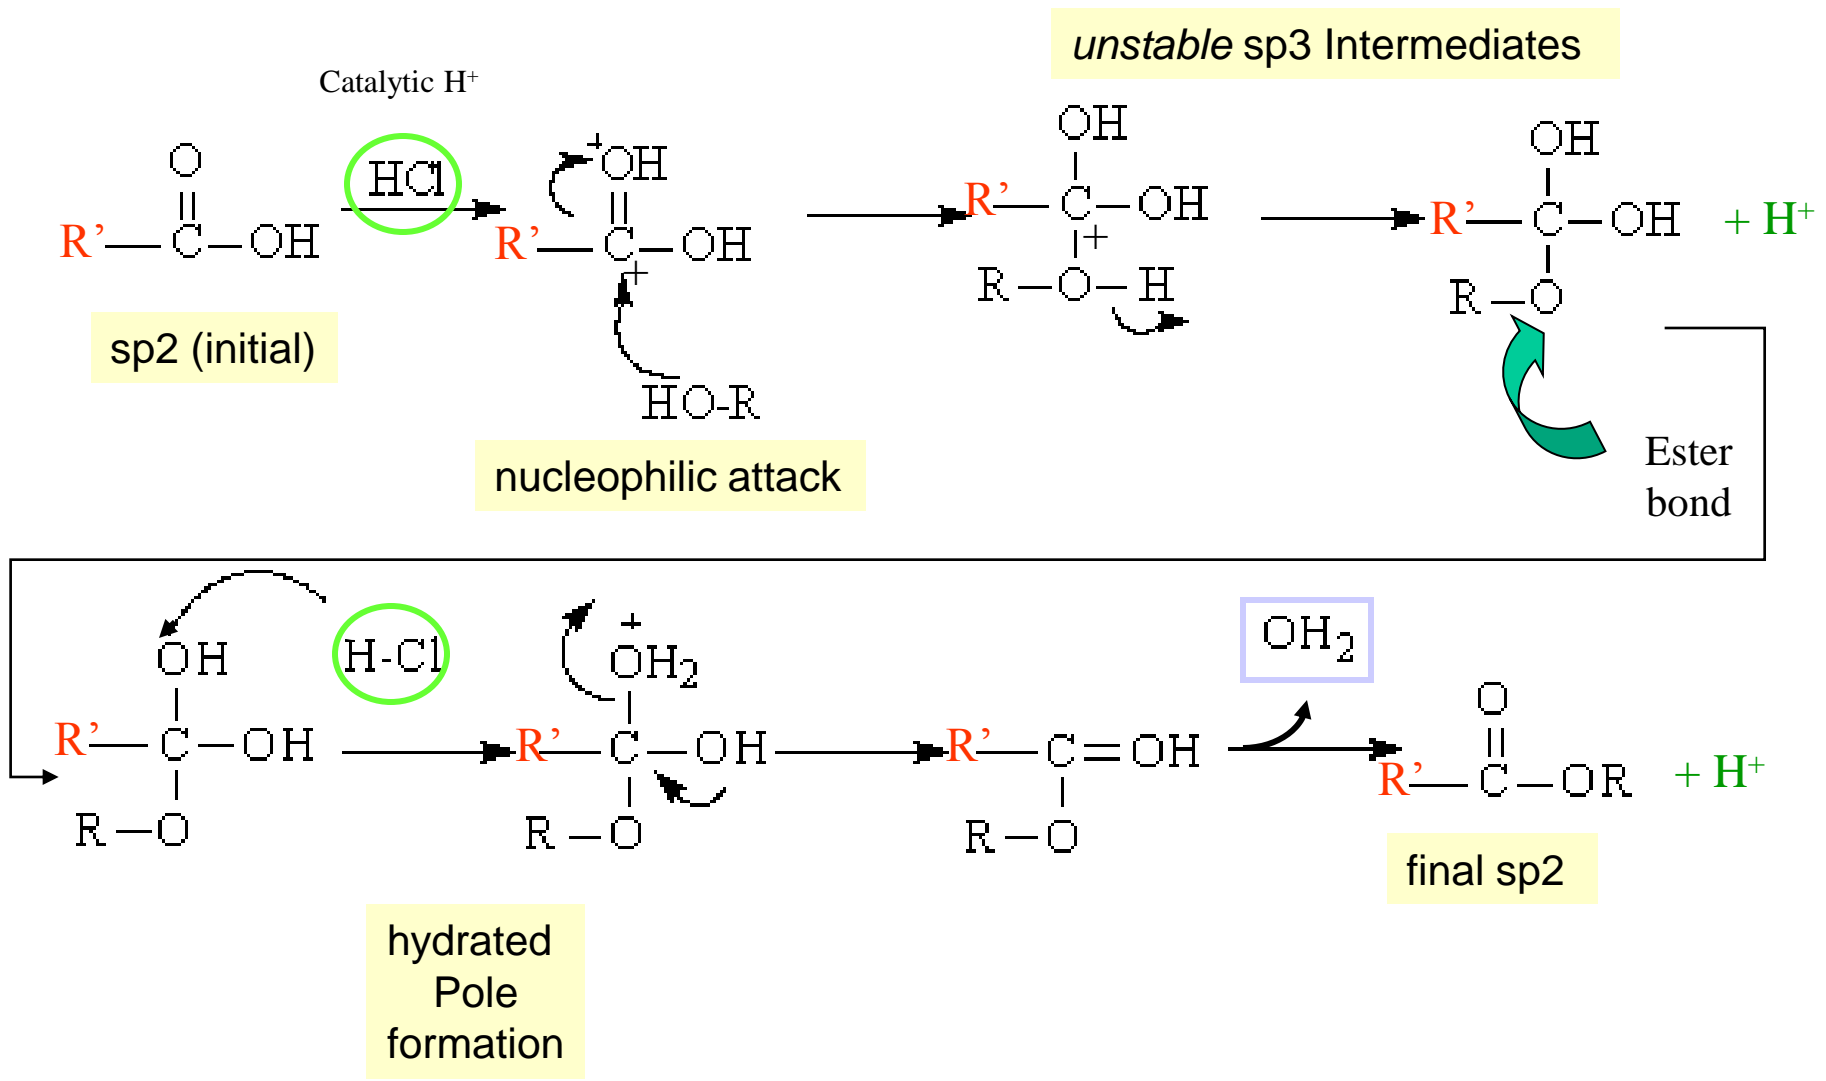 unstable sp3 Intermediates
Catalytic H+
O
HCl
+
OH
OH
OH
R’ C OH
R’ C OH
+
R’ C OH
+
R’ C OH + H+
R O H
R O
sp2 (initial)
HO-R
nucleophilic attack
Ester
bond
OH
H-Cl
+
OH2
OH2
O
R’ C OH
R’ C OH
R’ C OH
R’ C OR + H+
R O
R O
R O
final sp2
hydrated
Pole
formation